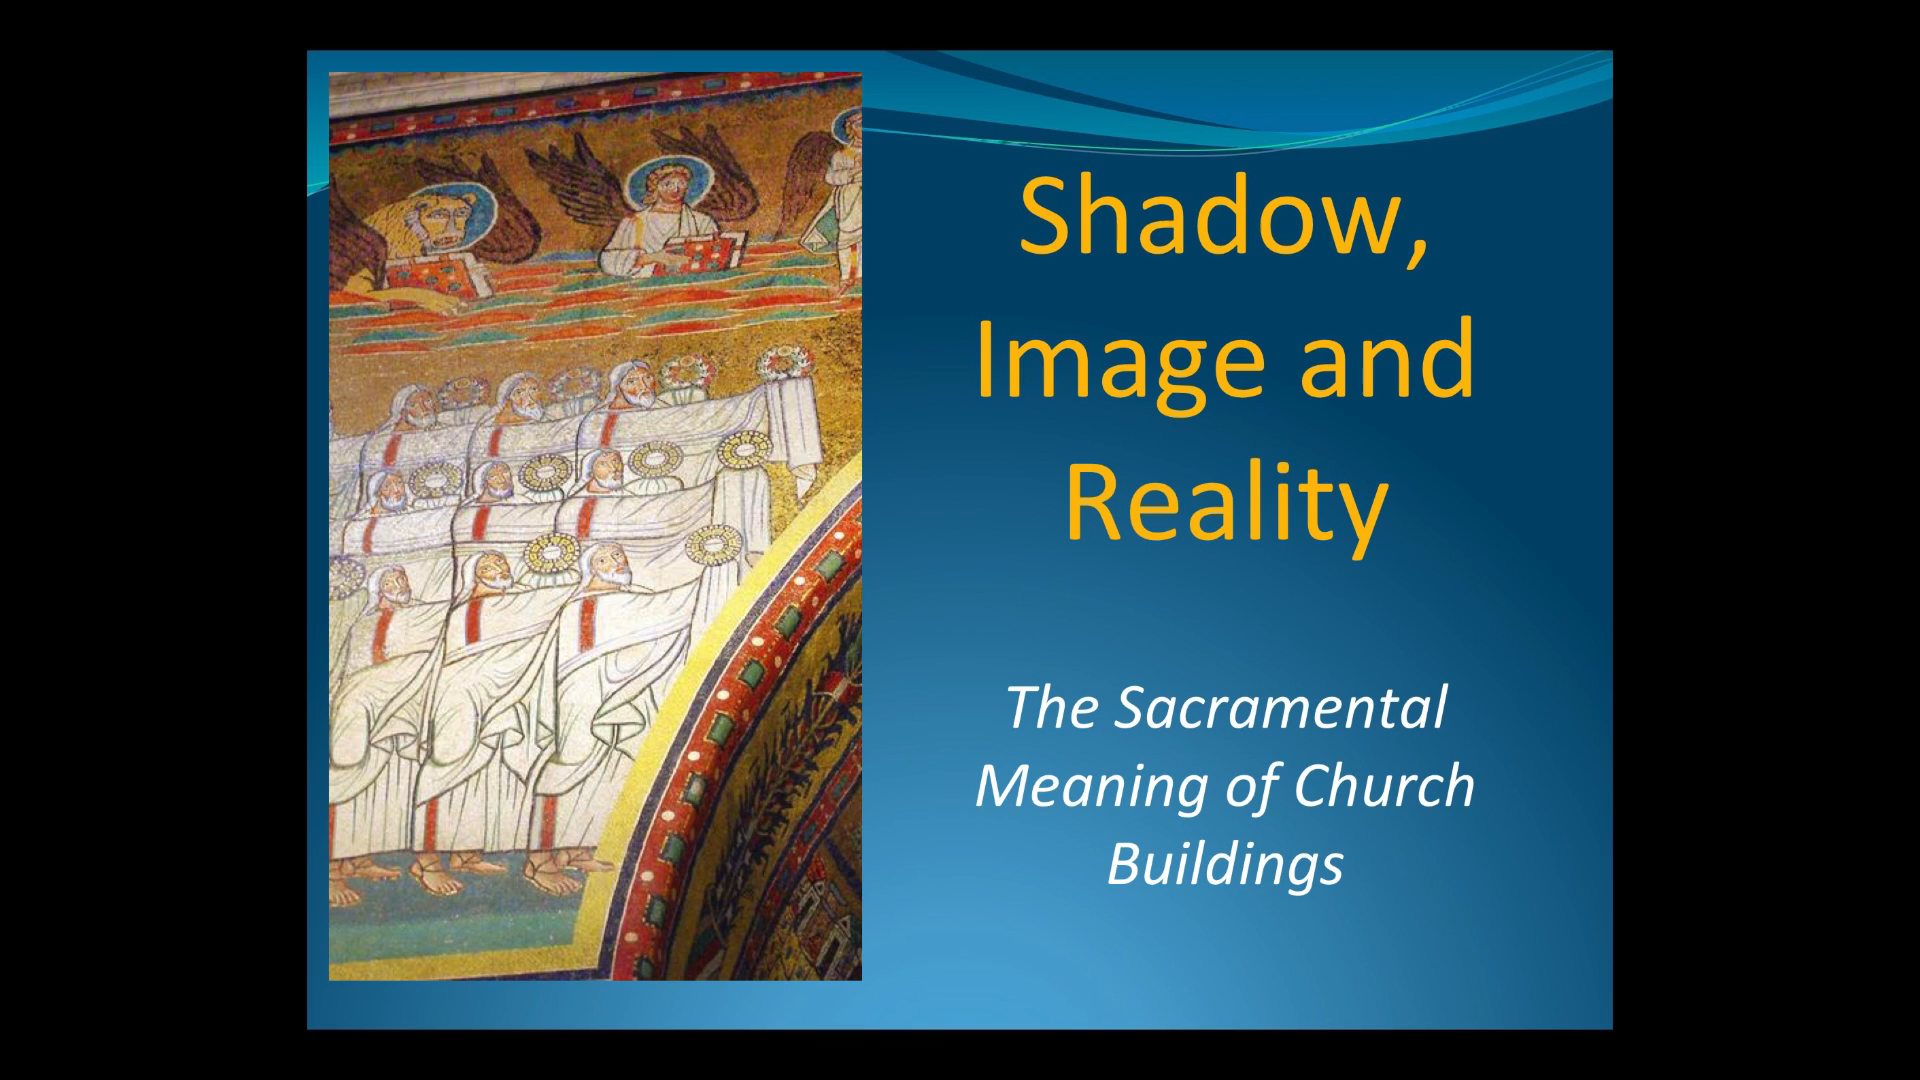 Shadow,
Image and
Reality
The Sacramental
Meaning of Church
Buildings